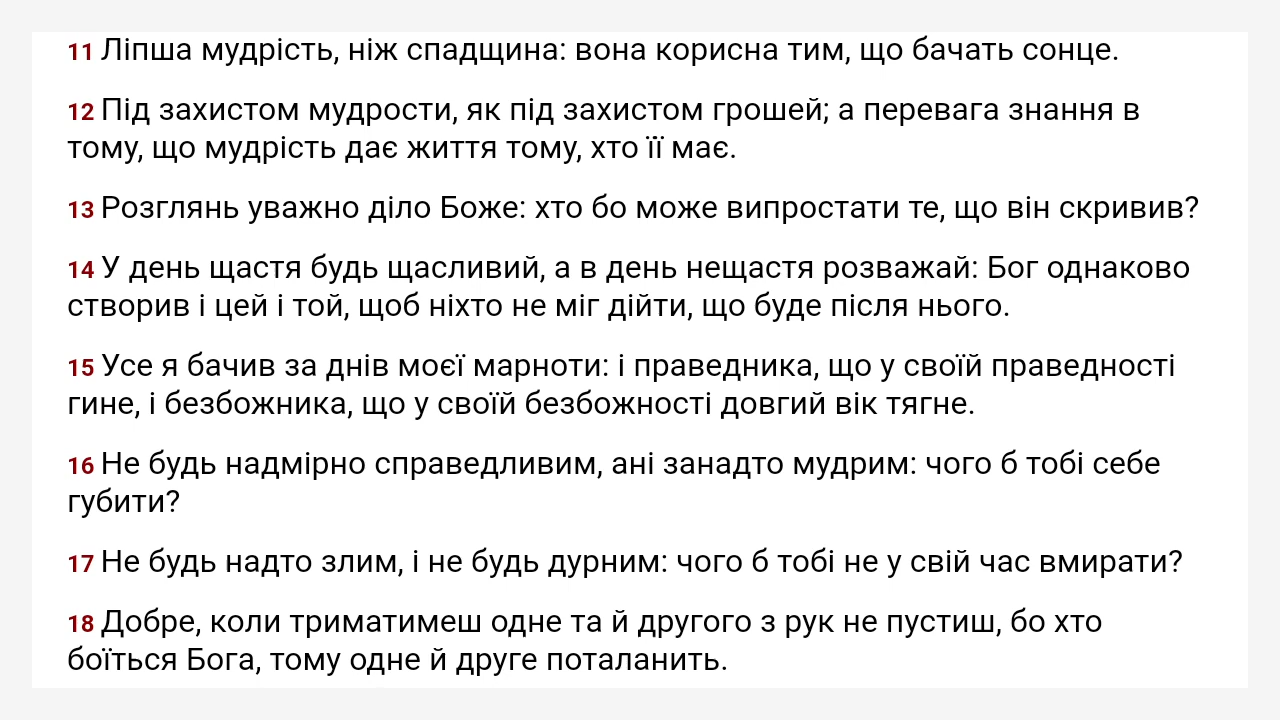 11 Ліпша мудрість, ніж спадщина: вона корисна тим, що бачать сонце.
12 Під захистом мудрости, як під захистом грошей; а перевага знання в
тому, що мудрість дає життя тому, хто її має.
13 Розглянь уважно діло Боже: хто бо може випростати те, що він скривив?
14 У день щастя будь щасливий, а в день нещастя розважай: Бог однаково
створив і цей і той, щоб ніхто не міг дійти, що буде після нього.
15 Усе я бачив за днів моєї марноти: і праведника, що у своїй праведності
гине, і безбожника, що у своїй безбожності довгий вік тягне.
16 Не будь надмірно справедливим, ані занадто мудрим: чого б тобі себе
губити?
17 Не будь надто злим, і не будь дурним: чого б тобі не у свій час вмирати?
18 Добре, коли триматимеш одне та й другого з рук не пустиш, бо хто
боїться Бога, тому одне й друге поталанить.